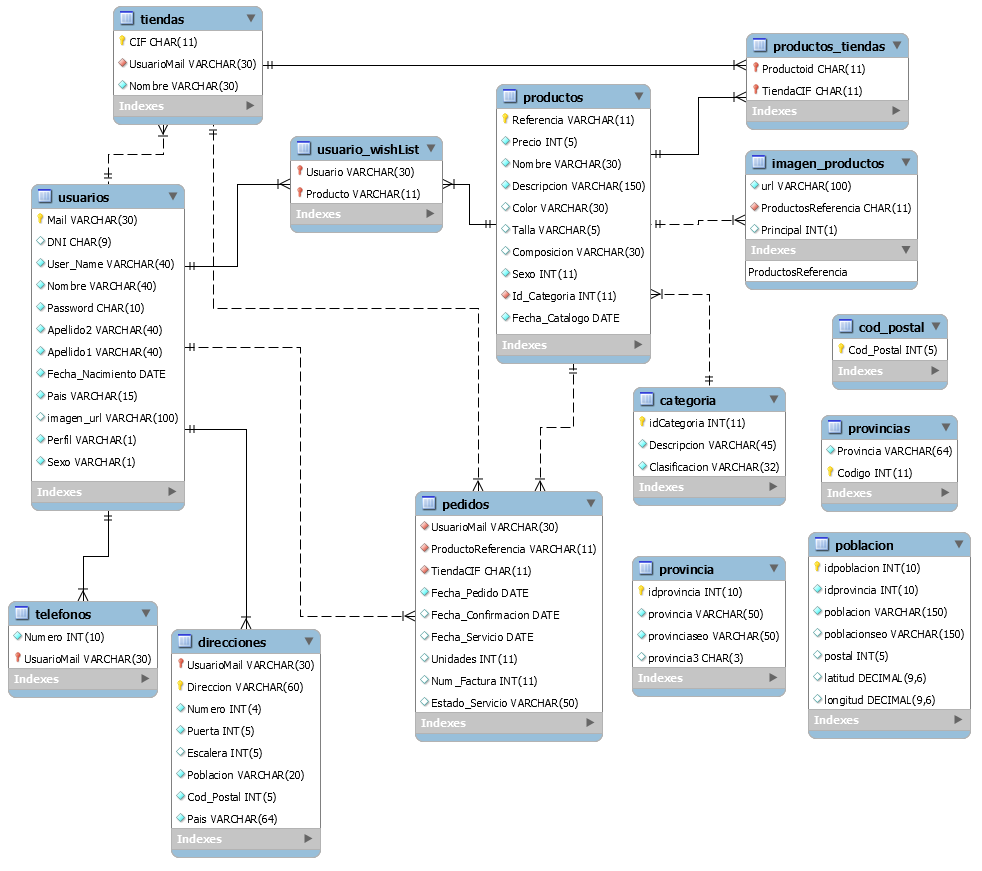 tiendas
CIF CHAR(11)
UsuarioMail VARCHAR(30)
Nombre VARCHAR(30)
Indexes
productos_tiendas
Productoid CHAR(11)
TiendaCIF CHAR(11)
Indexes
productos
Referencia VARCHAR(11)
Precio INT(5)
Nombre VARCHAR(30)
Descripcion VARCHAR(150)
Color VARCHAR(30)
Talla VARCHAR(5)
Composicion VARCHAR(30)
Sexo INT(11)
Id_Categoria INT(11)
Fecha_Catalogo DATE
Indexes
usuario_wishList
Usuario VARCHAR(30)
Producto VARCHAR(11)
Indexes
imagen_productos
url VARCHAR(100)
ProductosReferencia CHAR(11)
Principal INT(1)
Indexes
ProductosReferencia
usuarios
Mail VARCHAR(30)
DNI CHAR(9)
User_Name VARCHAR(40)
Nombre VARCHAR(40)
Password CHAR(10)
Apellido2 VARCHAR(40)
Apellido1 VARCHAR(40)
Fecha_Nacimiento DATE
Pais VARCHAR(15)
imagen_url VARCHAR(100)
Perfil VARCHAR(1)
Sexo VARCHAR(1)
Indexes
cod_postal
Cod_Postal INT(5)
Indexes
categoria
idCategoria INT(11)
Descripcion VARCHAR(45)
Clasificacion VARCHAR(32)
Indexes
provincias
Provincia VARCHAR(64)
Codigo INT(11)
Indexes
pedidos
UsuarioMail VARCHAR(30)
ProductoReferencia VARCHAR(11)
TiendaCIF CHAR(11)
Fecha_Pedido DATE
Fecha_Confirmacion DATE
Fecha_Servicio DATE
Unidades INT(11)
Num_Factura INT(11)
Estado_Servicio VARCHAR(50)
Indexes
provincia
idprovincia INT(10)
provincia VARCHAR(50)
provinciaseo VARCHAR(50)
provincia3 CHAR(3)
Indexes
poblacion
idpoblacion INT(10)
idprovincia INT(10)
poblacion VARCHAR(150)
poblacionseo VARCHAR(150)
postal INT(5)
latitud DECIMAL(9,6)
longitud DECIMAL(9,6)
Indexes
telefonos
Numero INT(10)
UsuarioMail VARCHAR(30)
Indexes
direcciones
UsuarioMail VARCHAR(30)
Direccion VARCHAR(60)
Numero INT(4)
Puerta INT(5)
Escalera INT(5)
Poblacion VARCHAR(20)
Cod_Postal INT(5)
Pais VARCHAR(64)
Indexes